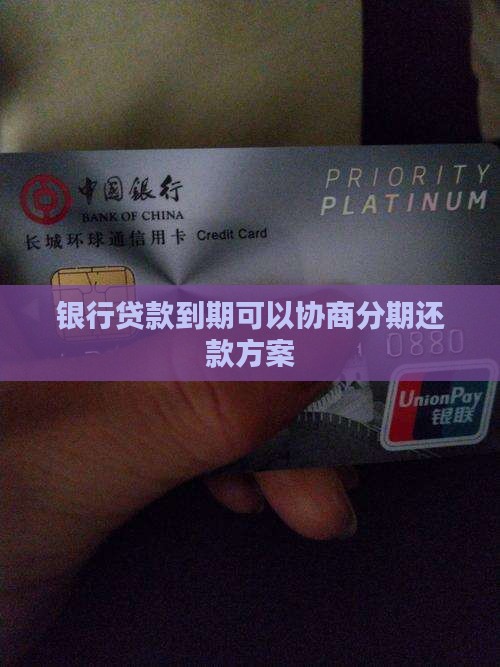 中国银行
BANK OF CHINA
长城环球通信用卡 Credit Card
PRIORITY
PLATINUM
银行贷款到期可以协商分期还
款方案
0880
UnionPay
银联